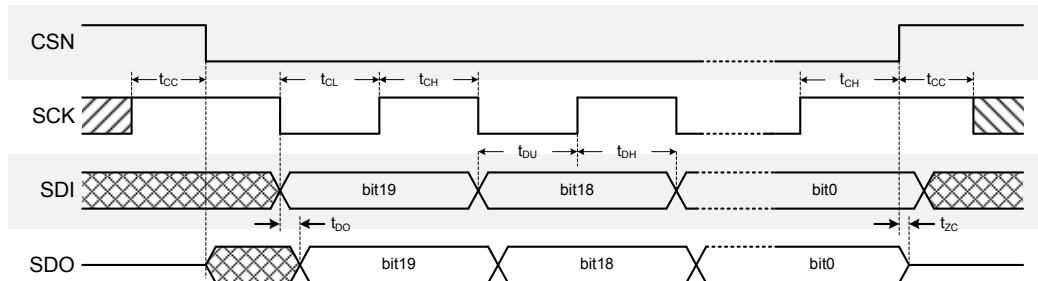 CSN
tCC tCL tCH tCH tCC
SCK
tDU tDH
SDI bit19 bit18 bit0
tDO tZC
SDO bit19 bit18 bit0